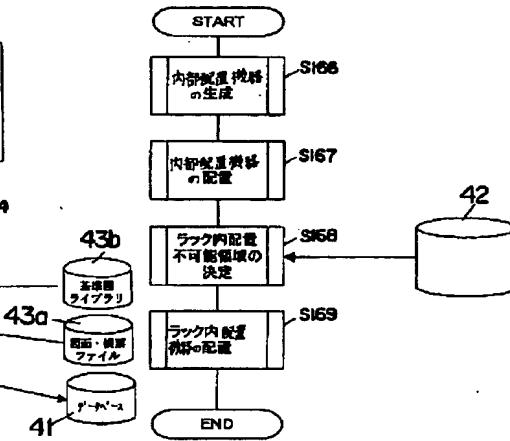 START
内部配置機器
の生成
S166
内部配置機器
の配置
S167
ラック内配置
不可能領域の
決定
S168
42
ラック内配置
機器の配置
S169
END
43b
基準図
ライブラリ
43a
図面・帳票
ファイル
データベース
41